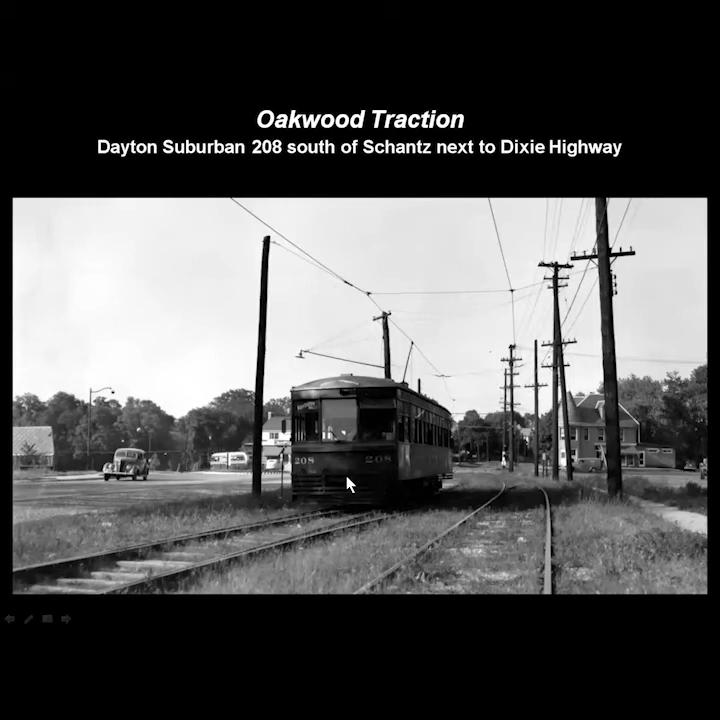 Oakwood Traction
Dayton Suburban 208 south of Schantz next to Dixie Highway
208 208